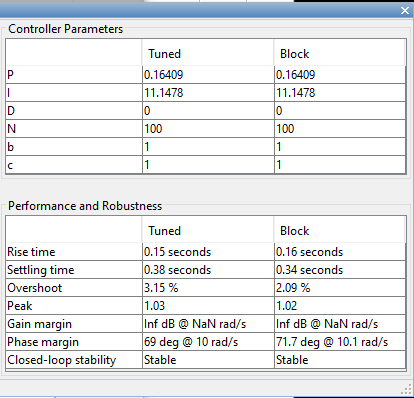 Controller Parameters
Tuned Block
P 0.16409 0.16409
I 11.1478 11.1478
D 0 0
N 100 100
b 1 1
c 1 1
Performance and Robustness
Tuned Block
Rise time 0.15 seconds 0.16 seconds
Settling time 0.38 seconds 0.34 seconds
Overshoot 3.15 % 2.09 %
Peak 1.03 1.02
Gain margin Inf dB @ NaN rad/s Inf dB @ NaN rad/s
Phase margin 69 deg @ 10 rad/s 71.7 deg @ 10.1 rad/s
Closed-loop stability Stable Stable